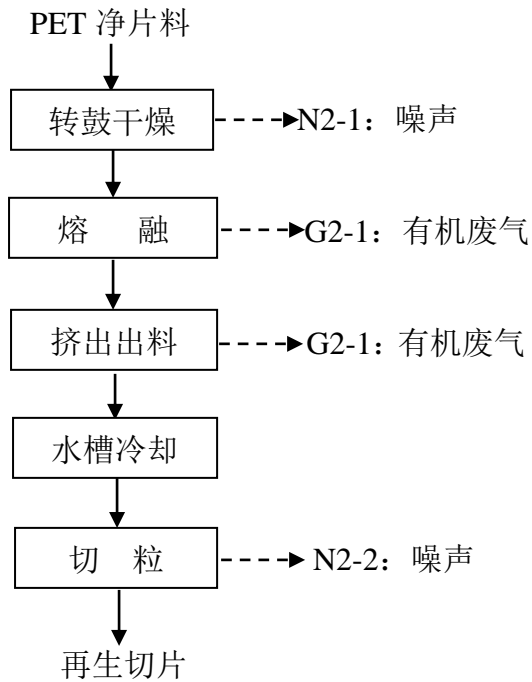 PET 净片料
转鼓干燥
N2-1：噪声
熔 融
G2-1：有机废气
挤出出料
G2-1：有机废气
水槽冷却
切 粒
N2-2：噪声
再生切片